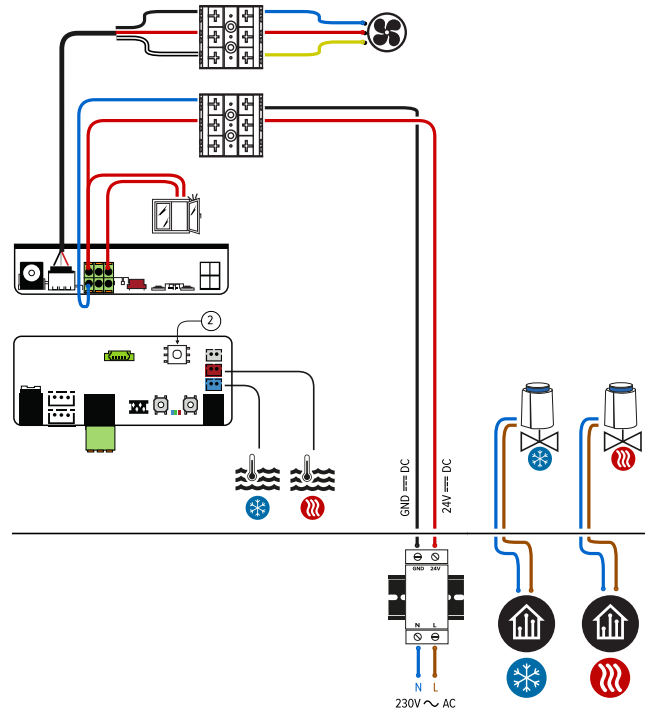 2
GND ⎓ DC
24V ⎓ DC
GND 24V
N L
N L
230V ∼ AC